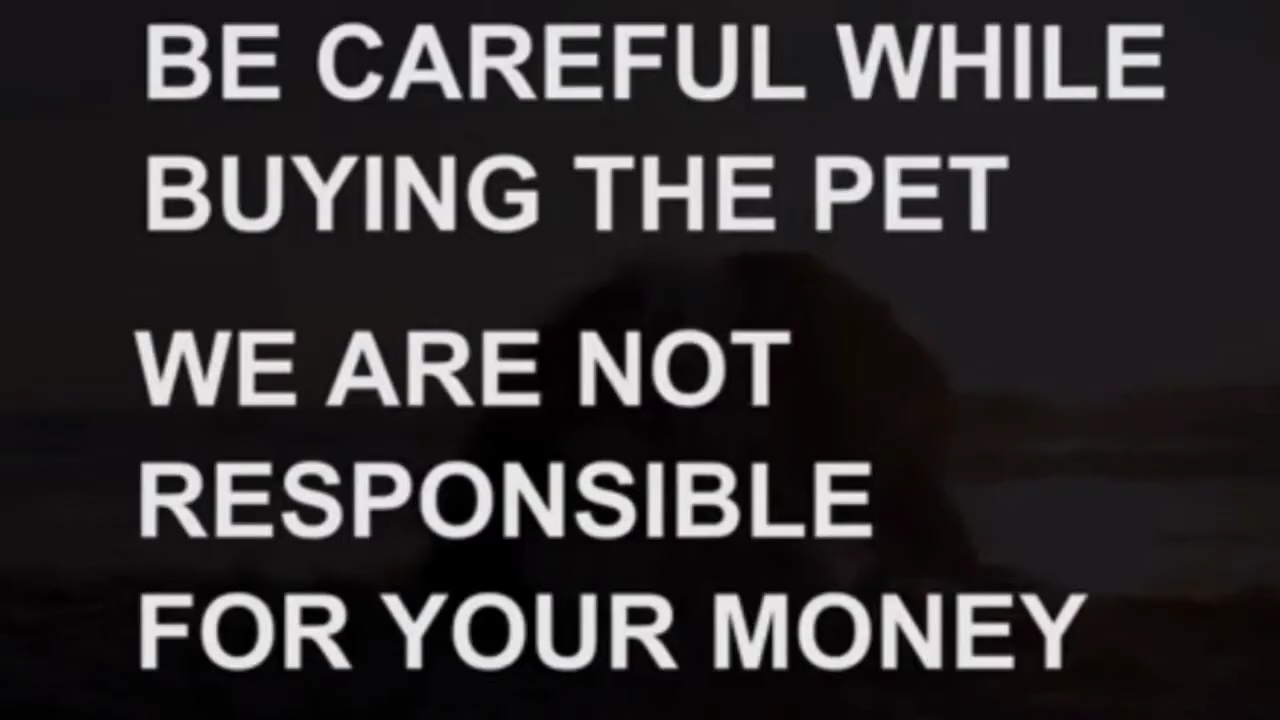 BE CAREFUL WHILE
BUYING THE PET
WE ARE NOT
RESPONSIBLE
FOR YOUR MONEY